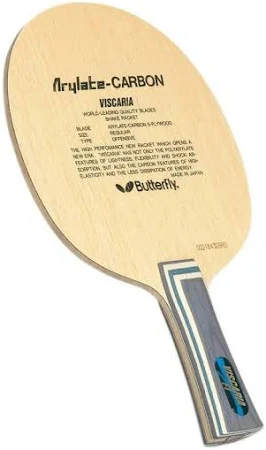 Arylate-CARBON
VISCARIA
WORLD-LEADING QUALITY BLADES
SHAKE RACKET
BLADE ARYLATE-CARBON 5-PLYWOOD
SIZE REGULAR
TYPE OFFENSIVE
THE HIGH PERFOMANCE NEW RACKET WHICH OPENS A
NEW ERA. "VISCARIA" HAS NOT ONLY THE POLYARYLATE
FEATURES OF LIGHTNESS, FLEXIBILITY AND SHOCK AB-
SORPTION, BUT ALSO THE CARBON FEATURES OF HIGH
ELASTICITY AND THE LESS DISSIPATION OF ENERGY.
MADE IN JAPAN
Butterfly
VISCARIA